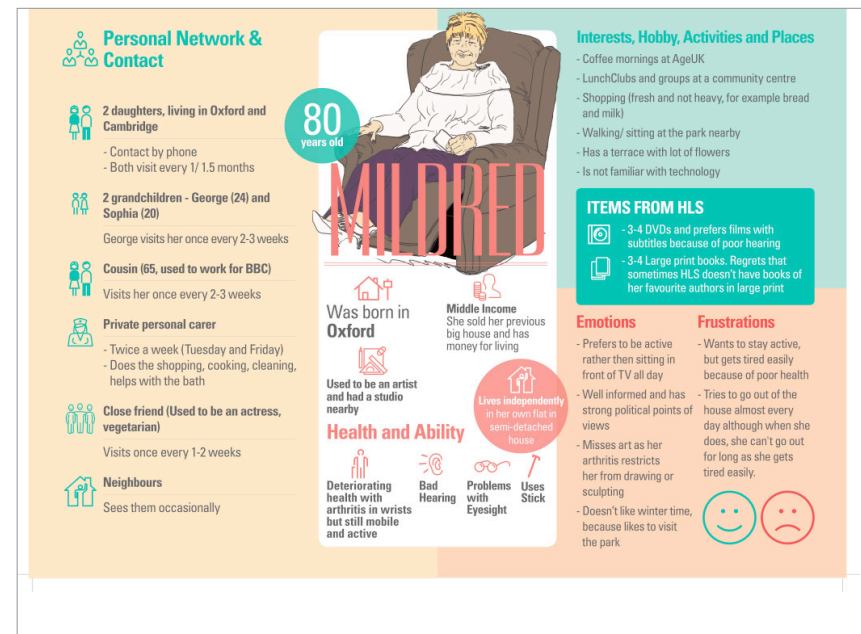 Personal Network &
Contact
2 daughters, living in Oxford and
Cambridge
- Contact by phone
- Both visit every 1/ 1.5 months
2 grandchildren - George (24) and
Sophia (20)
George visits her once every 2-3 weeks
Cousin (65, used to work for BBC)
Visits her once every 2-3 weeks
Private personal carer
- Twice a week (Tuesday and Friday)
- Does the shopping, cooking, cleaning,
helps with the bath
Close friend (Used to be an actress,
vegetarian)
Visits once every 1-2 weeks
Neighbours
Sees them occasionally
80
years old
MILDRED
Was born in
Oxford
Middle Income
She sold her previous
big house and has
money for living
Used to be an artist
and had a studio
nearby
Lives independently
in her own flat in
semi-detached
house
Health and Ability
Deteriorating
health with
arthritis in wrists
but still mobile
and active
Bad
Hearing
Problems
with
Eyesight
Uses
Stick
Interests, Hobby, Activities and Places
- Coffee mornings at AgeUK
- LunchClubs and groups at a community centre
- Shopping (fresh and not heavy, for example bread
and milk)
- Walking/ sitting at the park nearby
- Has a terrace with lot of flowers
- Is not familiar with technology
ITEMS FROM HLS
- 3-4 DVDs and prefers films with
subtitles because of poor hearing
- 3-4 Large print books. Regrets that
sometimes HLS doesn't have books of
her favourite authors in large print
Emotions
- Prefers to be active
rather then sitting in
front of TV all day
- Well informed and has
strong political points of
views
- Misses art as her
arthritis restricts
her from drawing or
sculpting
- Doesn't like winter time,
because likes to visit
the park
Frustrations
- Wants to stay active,
but gets tired easily
because of poor health
- Tries to go out of the
house almost every
day although when she
does, she can't go out
for long as she gets
tired easily.